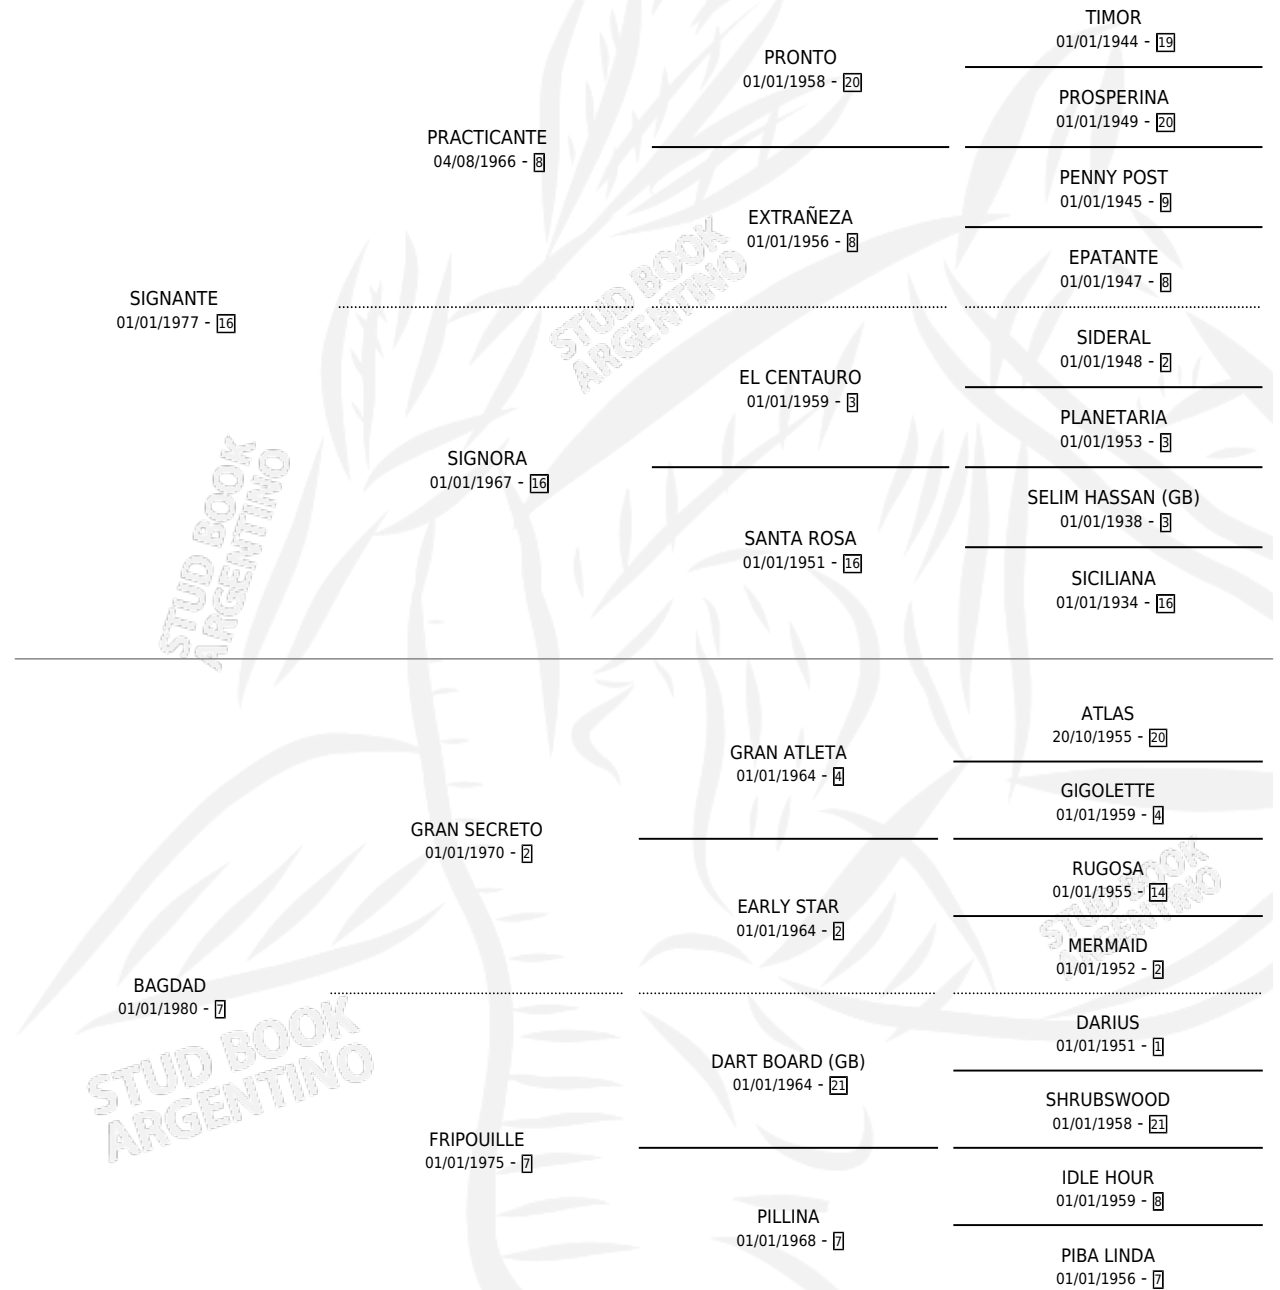 TIMOR
01/01/1944 - 19
PRONTO
01/01/1958 - 20
PROSPERINA
01/01/1949 - 20
PRACTICANTE
04/08/1966 - 8
PENNY POST
01/01/1945 - 9
EXTRAÑEZA
01/01/1956 - 8
EPATANTE
01/01/1947 - 8
SIGNANTE
01/01/1977 - 16
SIDERAL
01/01/1948 - 2
EL CENTAURO
01/01/1959 - 3
PLANETARIA
01/01/1953 - 3
SIGNORA
01/01/1967 - 16
SELIM HASSAN (GB)
01/01/1938 - 3
SANTA ROSA
01/01/1951 - 16
SICILIANA
01/01/1934 - 16
STUD BOOK
ARGENTINO
STUD BOOK
ARGENTINO
ATLAS
20/10/1955 - 20
GRAN ATLETA
01/01/1964 - 4
GIGOLETTE
01/01/1959 - 4
GRAN SECRETO
01/01/1970 - 2
RUGOSA
01/01/1955 - 14
EARLY STAR
01/01/1964 - 2
MERMAID
01/01/1952 - 2
BAGDAD
01/01/1980 - 7
DARIUS
01/01/1951 - 1
DART BOARD (GB)
01/01/1964 - 21
SHRUBSWOOD
01/01/1958 - 21
FRIPOUILLE
01/01/1975 - 7
IDLE HOUR
01/01/1959 - 8
PILLINA
01/01/1968 - 7
PIBA LINDA
01/01/1956 - 7
STUD BOOK
ARGENTINO
STUD BOOK
ARGENTINO